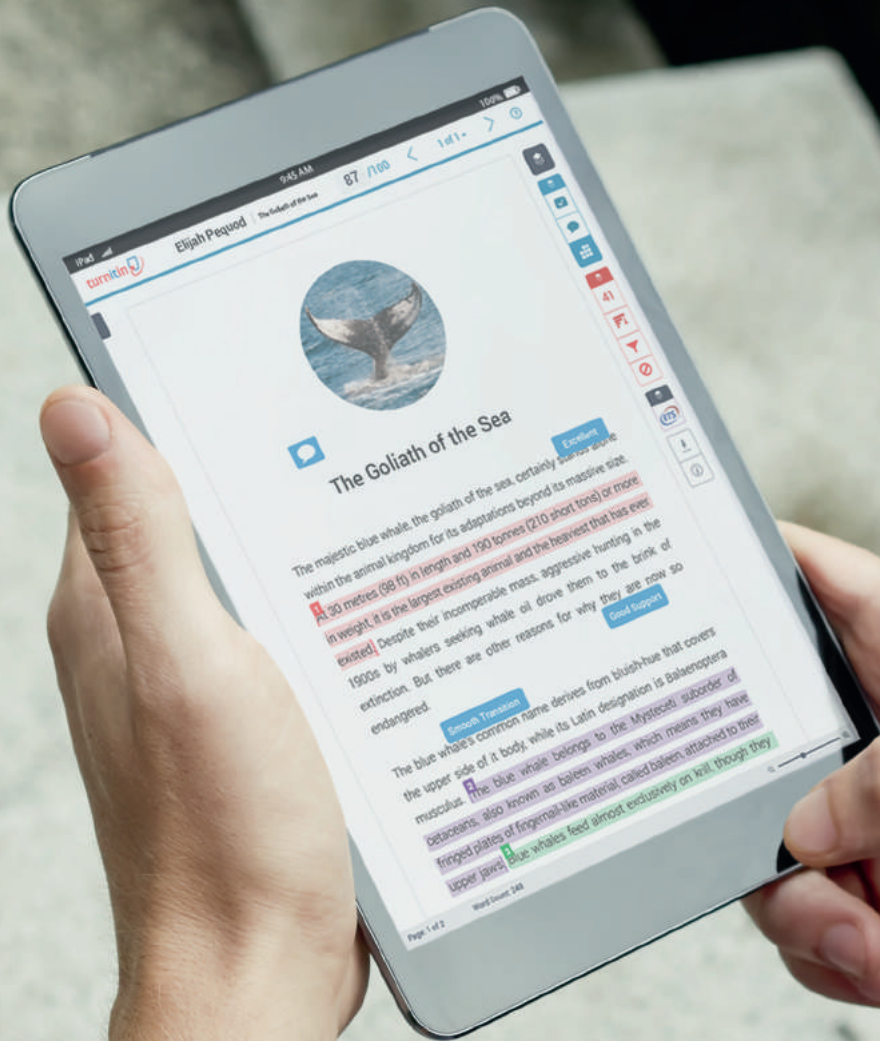 iPad 9:45 AM 100%
turnitin Elijah Pequod The Goliath of the Sea 87 /100 1 of 1
41
ETS
The Goliath of the Sea
Excellent
The majestic blue whale, the goliath of the sea, certainly stands alone
within the animal kingdom for its adaptations beyond its massive size.
1
At 30 metres (98 ft) in length and 190 tonnes (210 short tons) or more
in weight, it is the largest existing animal and the heaviest that has ever
existed. Despite their incomperable mass, aggressive hunting in the
1900s by whalers seeking whale oil drove them to the brink of
extinction. But there are other reasons for why they are now so
endangered.
Good Support
Smooth Transition
The blue whale's common name derives from bluish-hue that covers
the upper side of it body, while its Latin designation is Balaenoptera
musculus. 2 The blue whale belongs to the Mysteceti suborder of
cetaceans, also known as baleen whales, which means they have
fringed plates of fingernail-like material, called baleen, attached to their
upper jaws. 3 Blue whales feed almost exclusively on krill, though they
Page 1 of 2 Word Count: 248